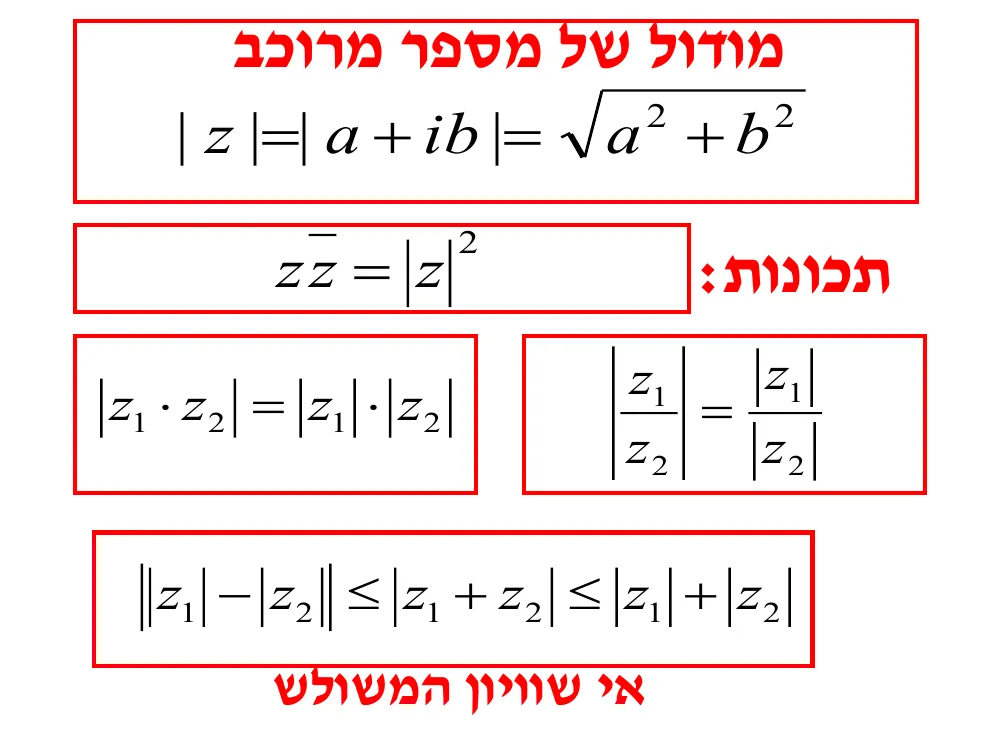 מודול של מספר מרוכב
| z |=| a + ib |= √(a² + b²)
תכונות:
z z̅ = |z|²
|z₁ · z₂| = |z₁| · |z₂|
|z₁ / z₂| = |z₁| / |z₂|
||z₁| − |z₂|| ≤ |z₁ + z₂| ≤ |z₁| + |z₂|
אי שוויון המשולש